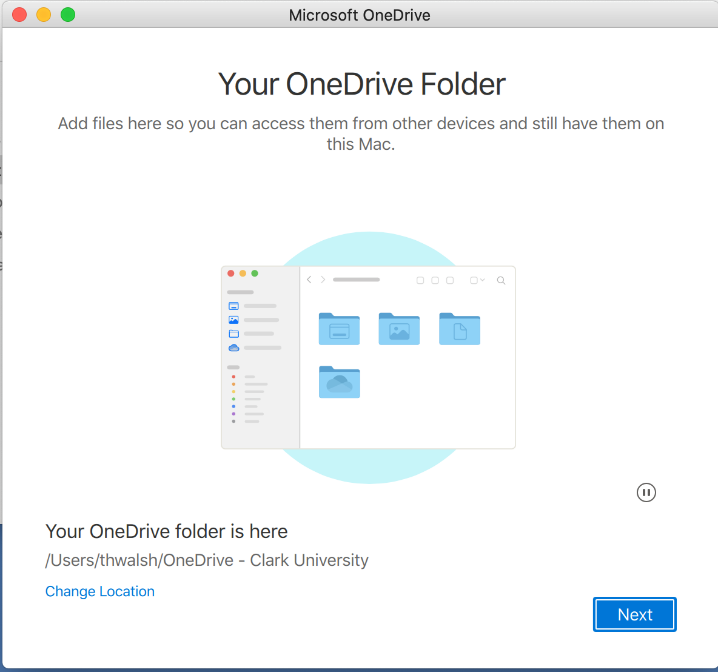 Microsoft OneDrive
Your OneDrive Folder
Add files here so you can access them from other devices and still have them on
this Mac.
Your OneDrive folder is here
/Users/thwalsh/OneDrive - Clark University
Change Location
Next